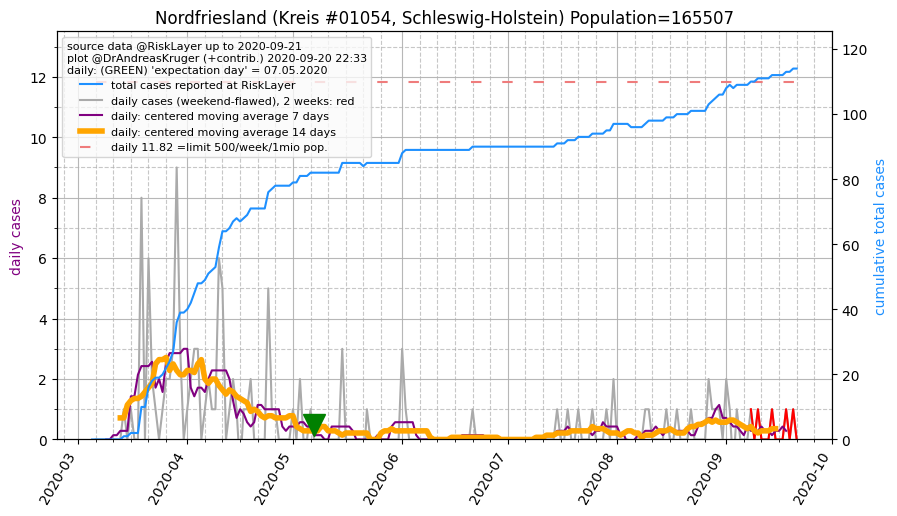 Nordfriesland (Kreis #01054, Schleswig-Holstein) Population=165507
source data @RiskLayer up to 2020-09-21
plot @DrAndreasKruger (+contrib.) 2020-09-20 22:33
daily: (GREEN) 'expectation day' = 07.05.2020
total cases reported at RiskLayer
daily cases (weekend-flawed), 2 weeks: red
daily: centered moving average 7 days
daily: centered moving average 14 days
daily 11.82 =limit 500/week/1mio pop.
daily cases
12
10
8
6
4
2
0
cumulative total cases
120
100
80
60
40
20
0
2020-03
2020-04
2020-05
2020-06
2020-07
2020-08
2020-09
2020-10